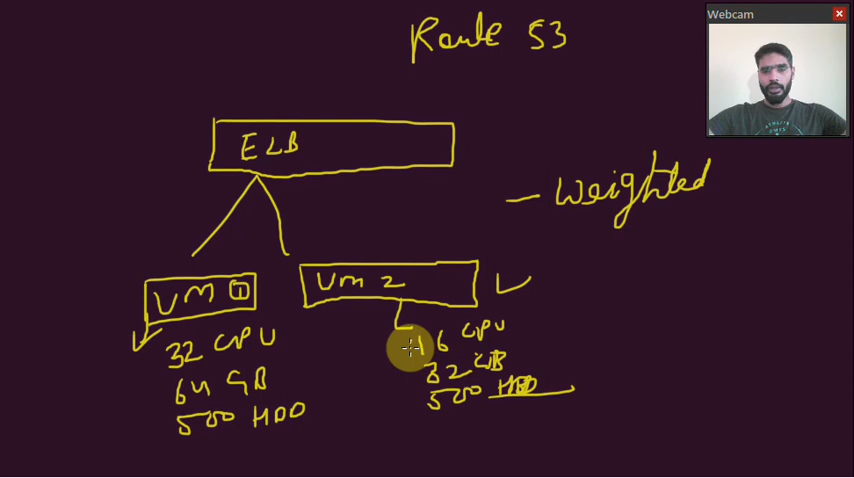 Webcam
Route 53
ELB
- Weighted
VM 1
VM 2
32 CPU
64 GB
500 HDD
16 CPU
32 GB
500 HDD